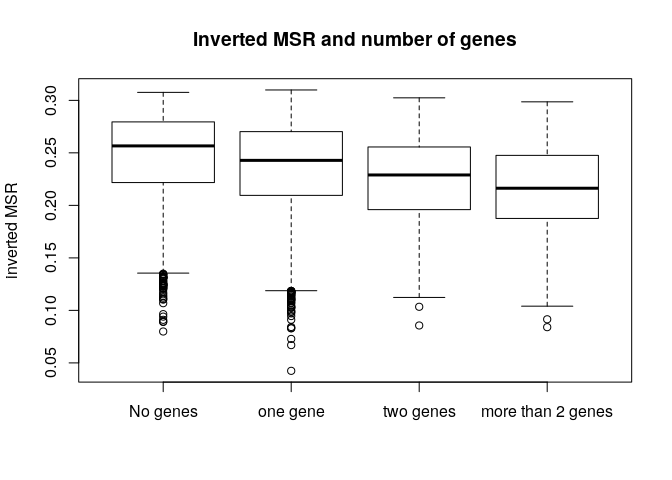 Inverted MSR and number of genes
Inverted MSR
0.30
0.25
0.20
0.15
0.10
0.05
No genes
one gene
two genes
more than 2 genes